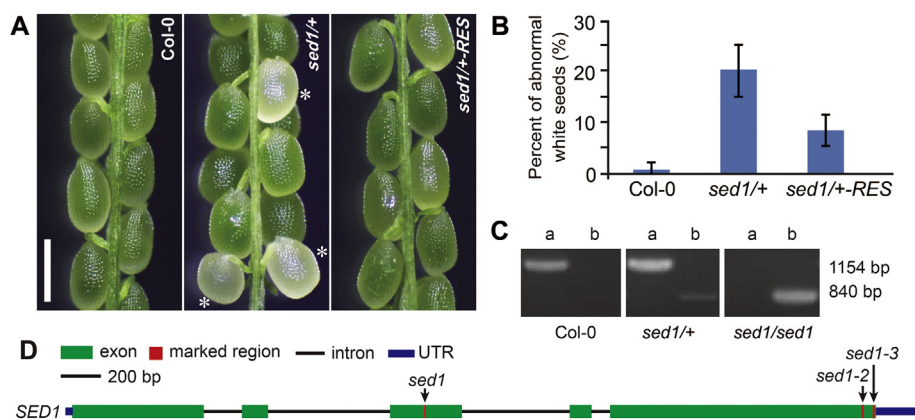 A
Col-0
sed1/+
sed1/+-RES
*
*
*
B
Percent of abnormal
white seeds (%)
30
20
10
0
Col-0
sed1/+
sed1/+-RES
C
a b a b a b
1154 bp
840 bp
Col-0
sed1/+
sed1/sed1
D
exon marked region intron UTR
200 bp
sed1
sed1-2
sed1-3
SED1